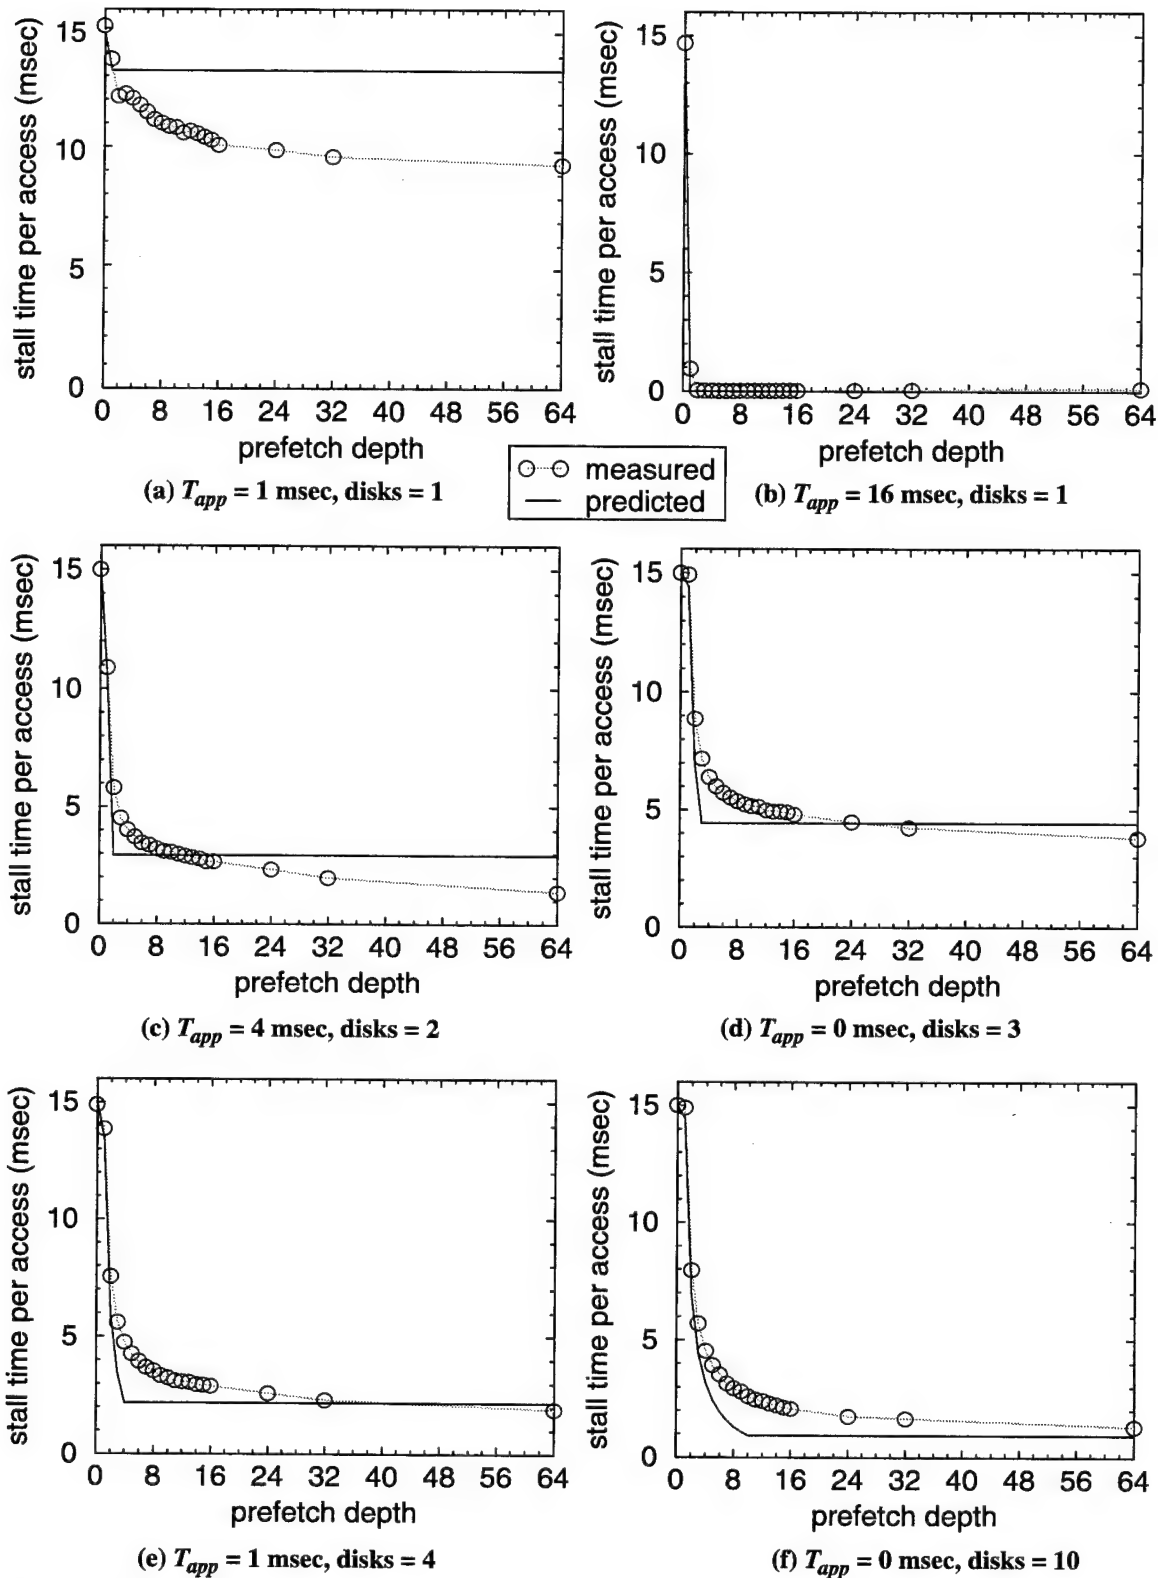 stall time per access (msec)
15
10
5
0
0 8 16 24 32 40 48 56 64
prefetch depth
(a) T_app = 1 msec, disks = 1
stall time per access (msec)
15
10
5
0
0 8 16 24 32 40 48 56 64
prefetch depth
(b) T_app = 16 msec, disks = 1
measured
predicted
stall time per access (msec)
15
10
5
0
0 8 16 24 32 40 48 56 64
prefetch depth
(c) T_app = 4 msec, disks = 2
stall time per access (msec)
15
10
5
0
0 8 16 24 32 40 48 56 64
prefetch depth
(d) T_app = 0 msec, disks = 3
stall time per access (msec)
15
10
5
0
0 8 16 24 32 40 48 56 64
prefetch depth
(e) T_app = 1 msec, disks = 4
stall time per access (msec)
15
10
5
0
0 8 16 24 32 40 48 56 64
prefetch depth
(f) T_app = 0 msec, disks = 10